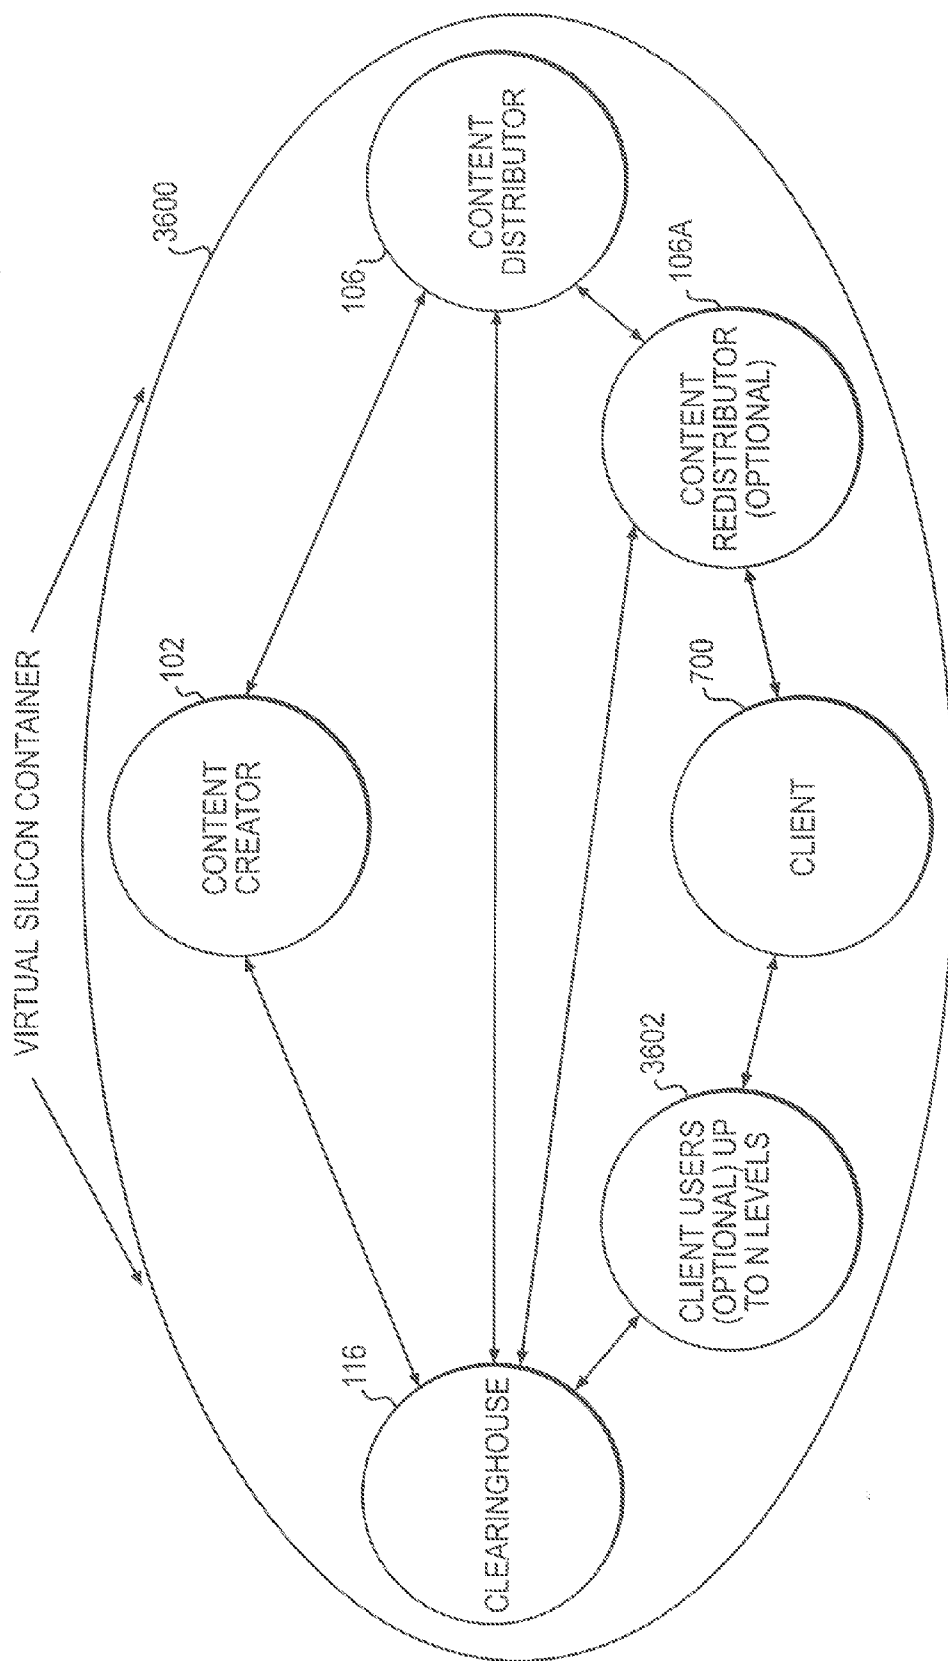 VIRTUAL SILICON CONTAINER
3600
102
CONTENT
CREATOR
106
CONTENT
DISTRIBUTOR
116
CLEARINGHOUSE
106A
CONTENT
REDISTRIBUTOR
(OPTIONAL)
3602
CLIENT USERS
(OPTIONAL) UP
TO N LEVELS
700
CLIENT